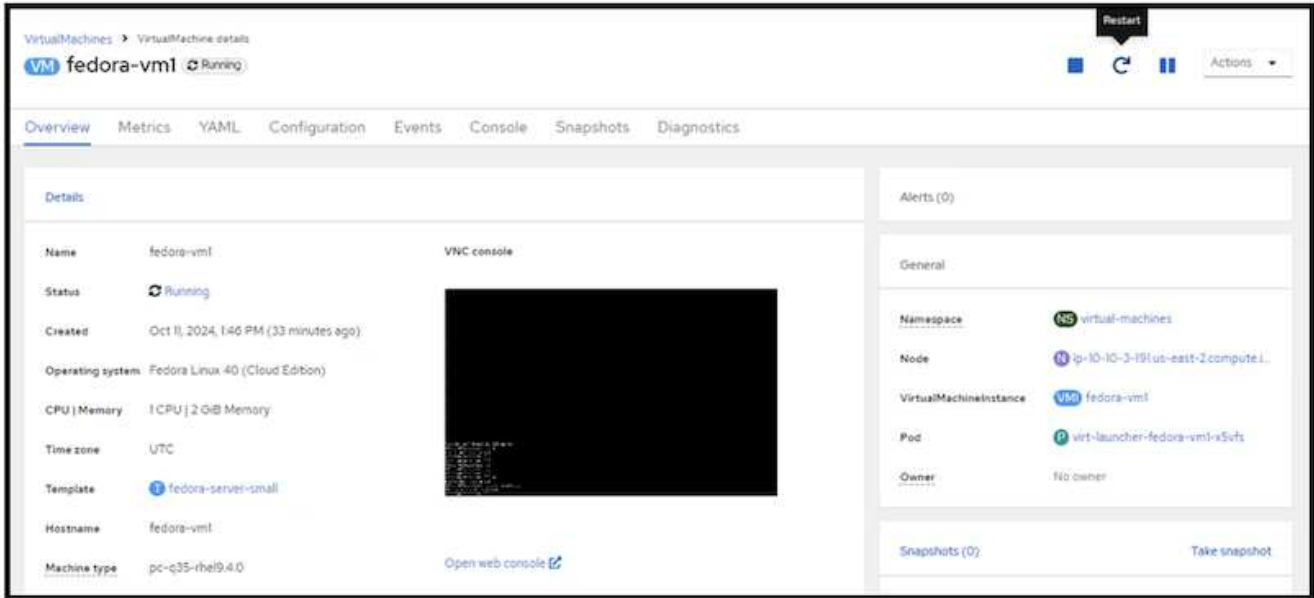 Restart
VirtualMachines > VirtualMachine details
VM fedora-vm1 Running
Actions
Overview Metrics YAML Configuration Events Console Snapshots Diagnostics
Details
Name fedora-vm1
Status Running
Created Oct 11, 2024, 1:46 PM (33 minutes ago)
Operating system Fedora Linux 40 (Cloud Edition)
CPU | Memory 1 CPU | 2 GiB Memory
Time zone UTC
Template T fedora-server-small
Hostname fedora-vm1
Machine type pc-q35-rhel9.4.0
VNC console
Open web console
Alerts (0)
General
Namespace NS virtual-machines
Node N ip-10-10-3-191.us-east-2.compute.i...
VirtualMachineInstance VMI fedora-vm1
Pod P virt-launcher-fedora-vm1-x5vfs
Owner No owner
Snapshots (0) Take snapshot